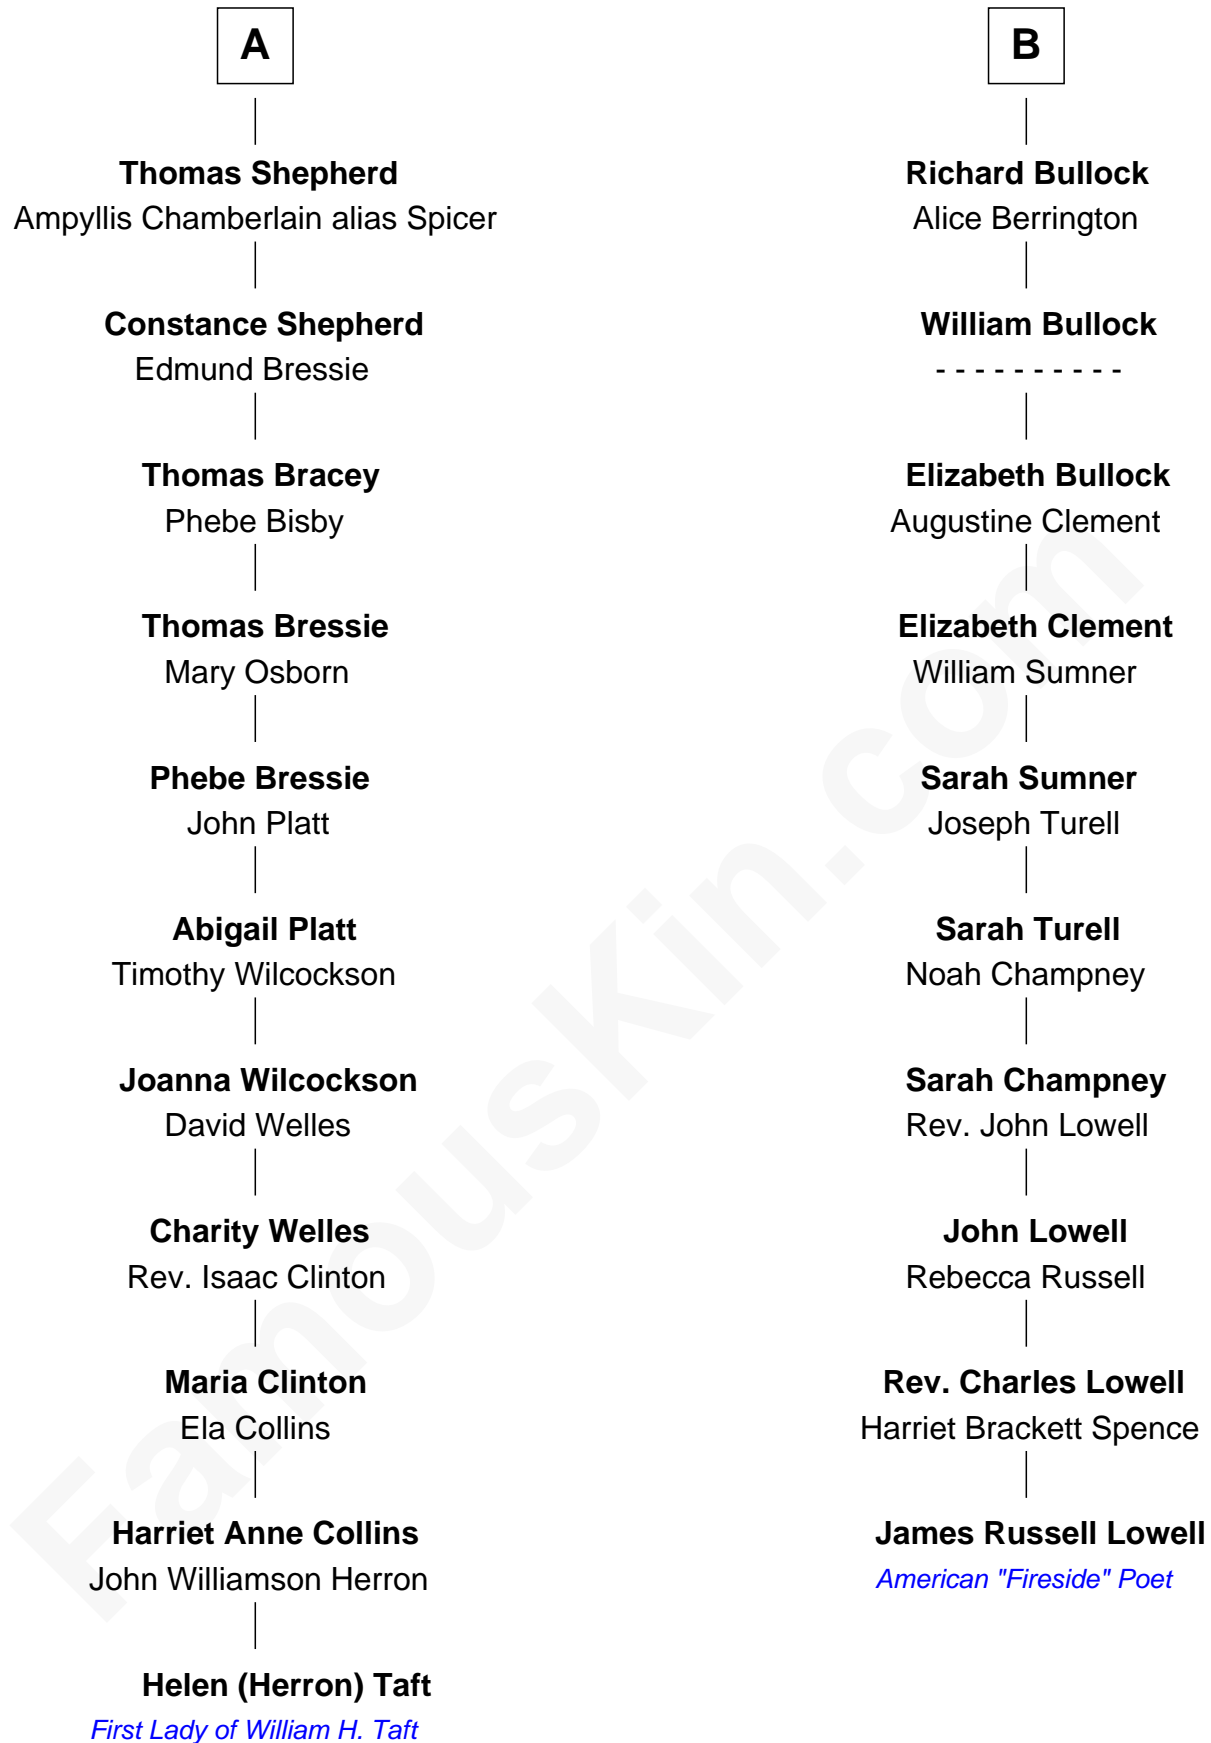 A
Thomas Shepherd
Ampyllis Chamberlain alias Spicer
Constance Shepherd
Edmund Bressie
Thomas Bracey
Phebe Bisby
Thomas Bressie
Mary Osborn
Phebe Bressie
John Platt
Abigail Platt
Timothy Wilcockson
Joanna Wilcockson
David Welles
Charity Welles
Rev. Isaac Clinton
Maria Clinton
Ela Collins
Harriet Anne Collins
John Williamson Herron
Helen (Herron) Taft
First Lady of William H. Taft
B
Richard Bullock
Alice Berrington
William Bullock
- - - - - - - - - -
Elizabeth Bullock
Augustine Clement
Elizabeth Clement
William Sumner
Sarah Sumner
Joseph Turell
Sarah Turell
Noah Champney
Sarah Champney
Rev. John Lowell
John Lowell
Rebecca Russell
Rev. Charles Lowell
Harriet Brackett Spence
James Russell Lowell
American "Fireside" Poet
FamousKin.com